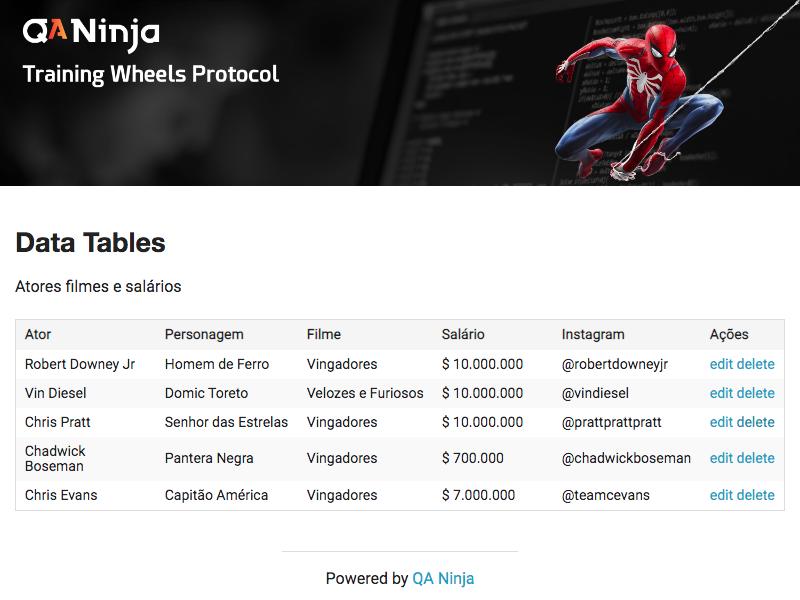 QA Ninja
Training Wheels Protocol
Data Tables
Atores filmes e salários
Ator Personagem Filme Salário Instagram Ações
Robert Downey Jr Homem de Ferro Vingadores $ 10.000.000 @robertdowneyjr edit delete
Vin Diesel Domic Toreto Velozes e Furiosos $ 10.000.000 @vindiesel edit delete
Chris Pratt Senhor das Estrelas Vingadores $ 10.000.000 @prattprattpratt edit delete
Chadwick
Boseman Pantera Negra Vingadores $ 700.000 @chadwickboseman edit delete
Chris Evans Capitão América Vingadores $ 7.000.000 @teamcevans edit delete
Powered by QA Ninja